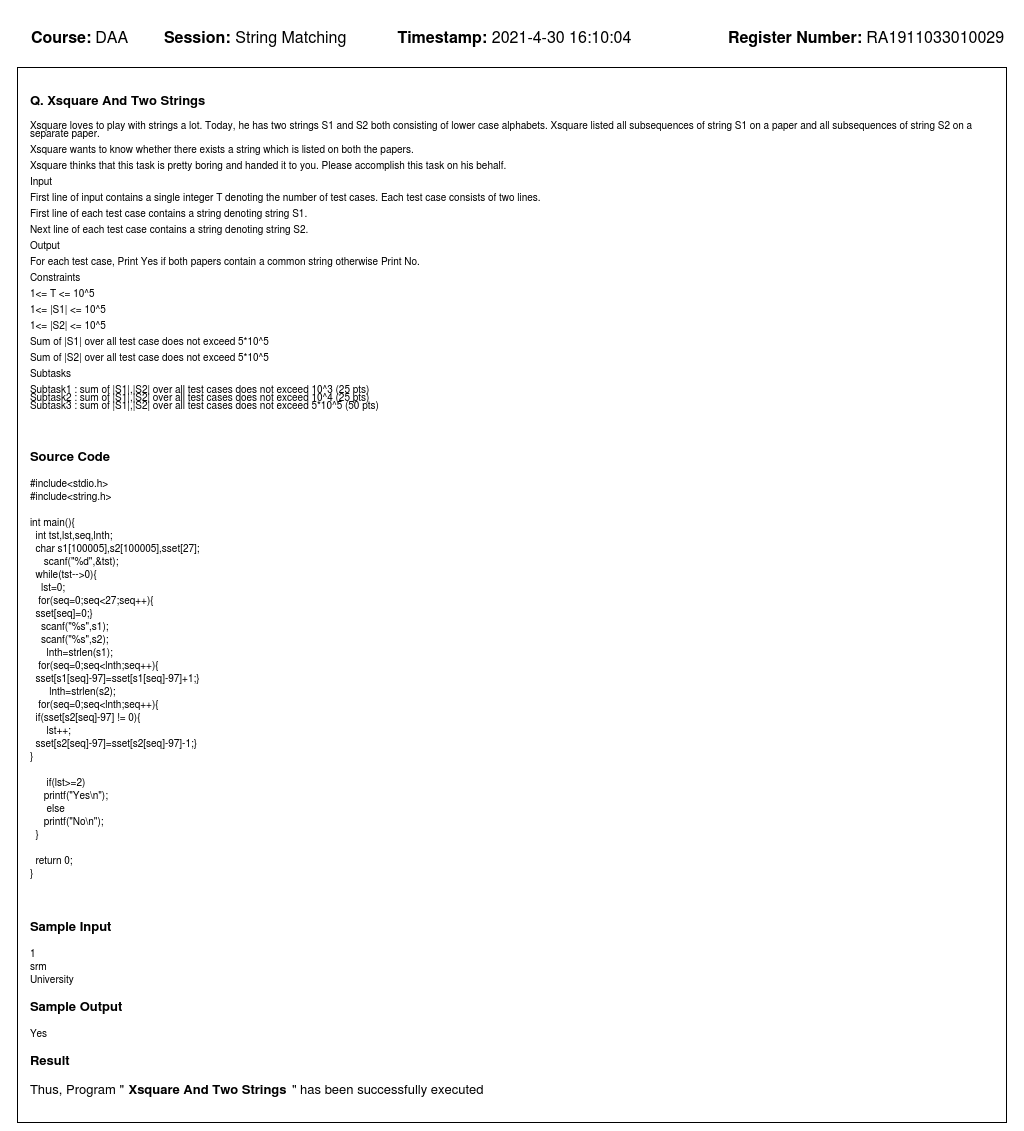 Course: DAA Session: String Matching Timestamp: 2021-4-30 16:10:04 Register Number: RA1911033010029
Q. Xsquare And Two Strings
Xsquare loves to play with strings a lot. Today, he has two strings S1 and S2 both consisting of lower case alphabets. Xsquare listed all subsequences of string S1 on a paper and all subsequences of string S2 on a
separate paper.
Xsquare wants to know whether there exists a string which is listed on both the papers.
Xsquare thinks that this task is pretty boring and handed it to you. Please accomplish this task on his behalf.
Input
First line of input contains a single integer T denoting the number of test cases. Each test case consists of two lines.
First line of each test case contains a string denoting string S1.
Next line of each test case contains a string denoting string S2.
Output
For each test case, Print Yes if both papers contain a common string otherwise Print No.
Constraints
1<= T <= 10^5
1<= |S1| <= 10^5
1<= |S2| <= 10^5
Sum of |S1| over all test case does not exceed 5*10^5
Sum of |S2| over all test case does not exceed 5*10^5
Subtasks
Subtask1 : sum of |S1|,|S2| over all test cases does not exceed 10^3 (25 pts)
Subtask2 : sum of |S1|,|S2| over all test cases does not exceed 10^4 (25 pts)
Subtask3 : sum of |S1|,|S2| over all test cases does not exceed 5*10^5 (50 pts)
Source Code
#include<stdio.h>
#include<string.h>
int main(){
int tst,lst,seq,lnth;
char s1[100005],s2[100005],sset[27];
scanf("%d",&tst);
while(tst-->0){
lst=0;
for(seq=0;seq<27;seq++){
sset[seq]=0;}
scanf("%s",s1);
scanf("%s",s2);
lnth=strlen(s1);
for(seq=0;seq<lnth;seq++){
sset[s1[seq]-97]=sset[s1[seq]-97]+1;}
lnth=strlen(s2);
for(seq=0;seq<lnth;seq++){
if(sset[s2[seq]-97] != 0){
lst++;
sset[s2[seq]-97]=sset[s2[seq]-97]-1;}
}
if(lst>=2)
printf("Yes\n");
else
printf("No\n");
}
return 0;
}
Sample Input
1
srm
University
Sample Output
Yes
Result
Thus, Program " Xsquare And Two Strings " has been successfully executed